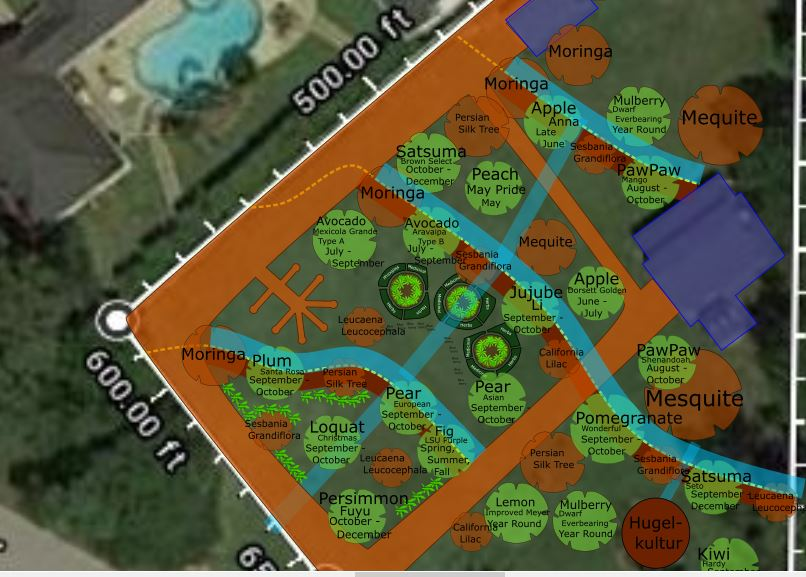 500.00 ft
Moringa
Moringa
Apple
Anna
Late
June
Mulberry
Dwarf
Everbearing
Year Round
Mequite
Persian
Silk Tree
Sesbania
Grandiflora
PawPaw
Mango
August -
October
Satsuma
Brown Select
October -
December
Peach
May Pride
May
Moringa
Avocado
Mexicola Grande
Type A
July -
September
Avocado
Aravaipa
Type B
July -
September
Mequite
Sesbania
Grandiflora
Apple
Dorsett Golden
June -
July
Jujube
Li
September -
October
Leucaena
Leucocephala
Moringa
Plum
Santa Rosa
September -
October
Persian
Silk Tree
California
Lilac
PawPaw
Shenandoah
August -
October
Mesquite
600.00 ft
Pear
European
September -
October
Pear
Asian
September -
October
Pomegranate
Wonderful
September -
October
Sesbania
Grandiflora
Loquat
Christmas
September -
October
Fig
LSU Purple
Spring,
Summer,
Fall
Leucaena
Leucocephala
Persian
Silk Tree
Sesbania
Grandiflora
Satsuma
Seto
September -
December
Leucaena
Leucoceph
Persimmon
Fuyu
October -
December
Lemon
Improved Meyer
Year Round
Mulberry
Dwarf
Everbearing
Year Round
California
Lilac
Hugel-
kultur
Kiwi
Hardy
September
65